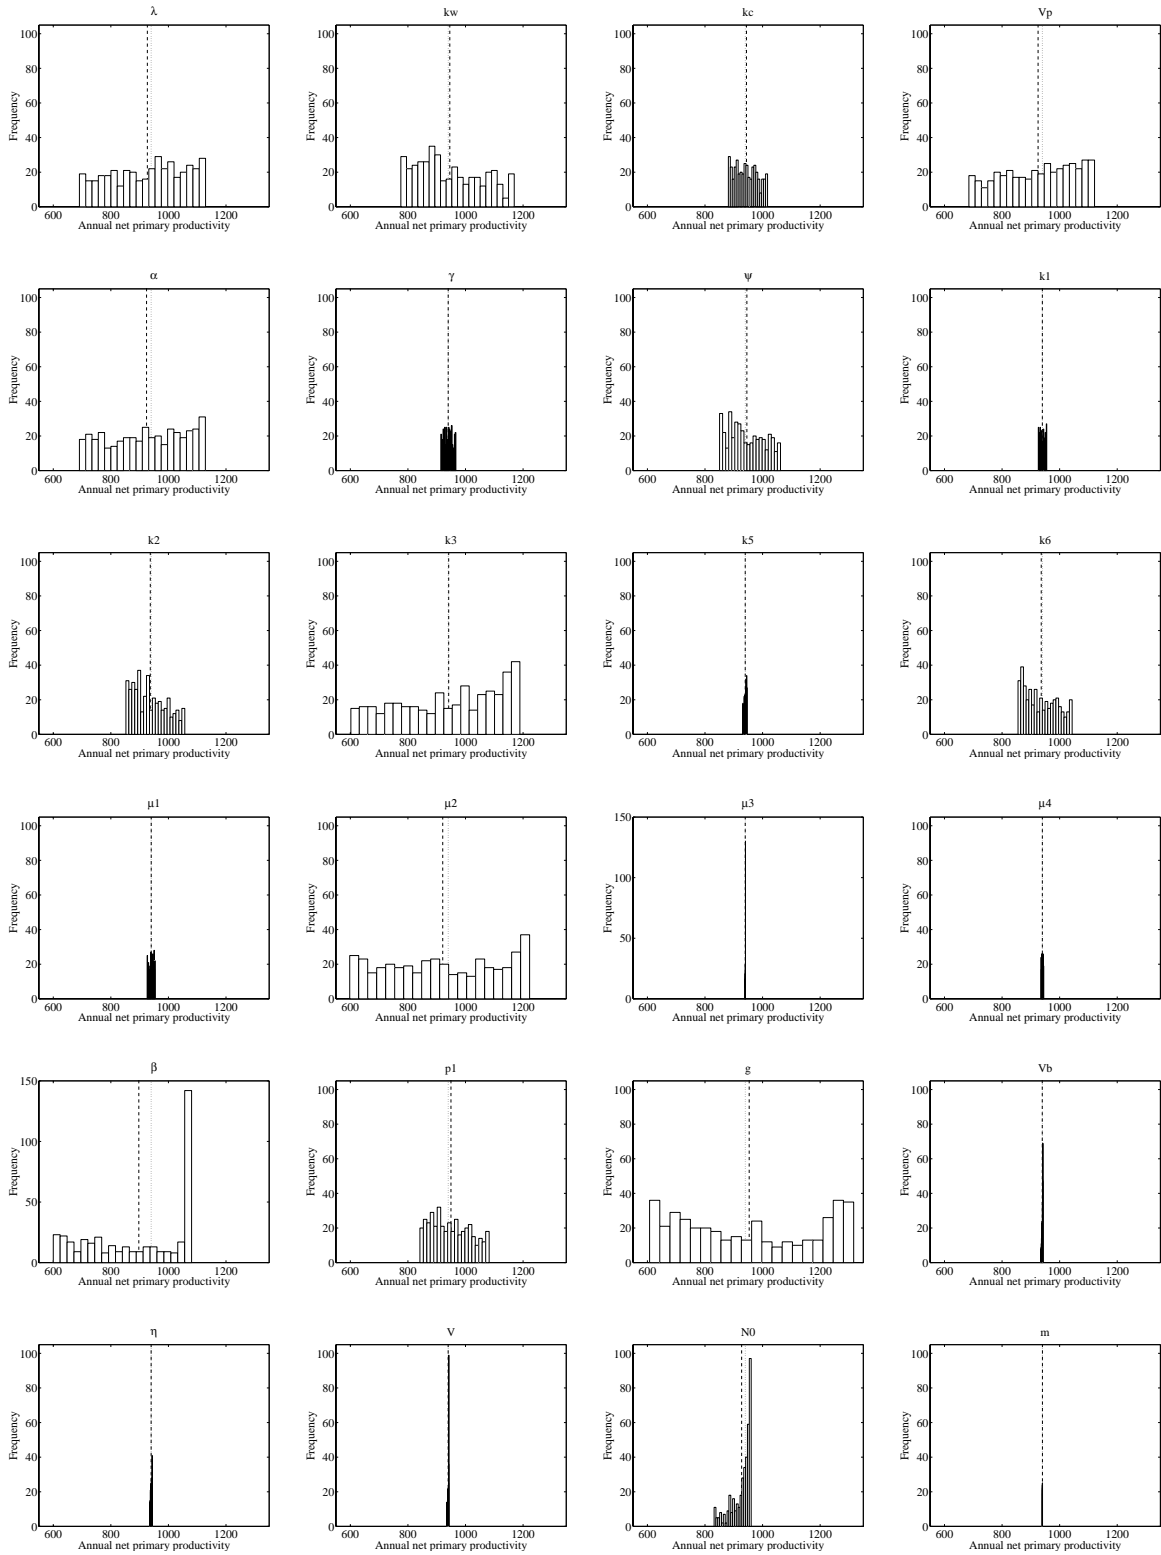 λ kw kc Vp
100 100 100 100
80 80 80 80
60 60 60 60
40 40 40 40
20 20 20 20
0 0 0 0
Frequency Frequency Frequency Frequency
600 800 1000 1200 600 800 1000 1200 600 800 1000 1200 600 800 1000 1200
Annual net primary productivity Annual net primary productivity Annual net primary productivity Annual net primary productivity
α γ ψ k1
100 100 100 100
80 80 80 80
60 60 60 60
40 40 40 40
20 20 20 20
0 0 0 0
Frequency Frequency Frequency Frequency
600 800 1000 1200 600 800 1000 1200 600 800 1000 1200 600 800 1000 1200
Annual net primary productivity Annual net primary productivity Annual net primary productivity Annual net primary productivity
k2 k3 k5 k6
100 100 100 100
80 80 80 80
60 60 60 60
40 40 40 40
20 20 20 20
0 0 0 0
Frequency Frequency Frequency Frequency
600 800 1000 1200 600 800 1000 1200 600 800 1000 1200 600 800 1000 1200
Annual net primary productivity Annual net primary productivity Annual net primary productivity Annual net primary productivity
μ1 μ2 μ3 μ4
100 100 150 100
80 80 100 80
60 60 50 60
40 40 0 40
20 20 20
0 0 0
Frequency Frequency Frequency Frequency
600 800 1000 1200 600 800 1000 1200 600 800 1000 1200 600 800 1000 1200
Annual net primary productivity Annual net primary productivity Annual net primary productivity Annual net primary productivity
β p1 g Vb
150 100 100 100
100 80 80 80
50 60 60 60
0 40 40 40
20 20 20
0 0 0
Frequency Frequency Frequency Frequency
600 800 1000 1200 600 800 1000 1200 600 800 1000 1200 600 800 1000 1200
Annual net primary productivity Annual net primary productivity Annual net primary productivity Annual net primary productivity
η V N0 m
100 100 100 100
80 80 80 80
60 60 60 60
40 40 40 40
20 20 20 20
0 0 0 0
Frequency Frequency Frequency Frequency
600 800 1000 1200 600 800 1000 1200 600 800 1000 1200 600 800 1000 1200
Annual net primary productivity Annual net primary productivity Annual net primary productivity Annual net primary productivity